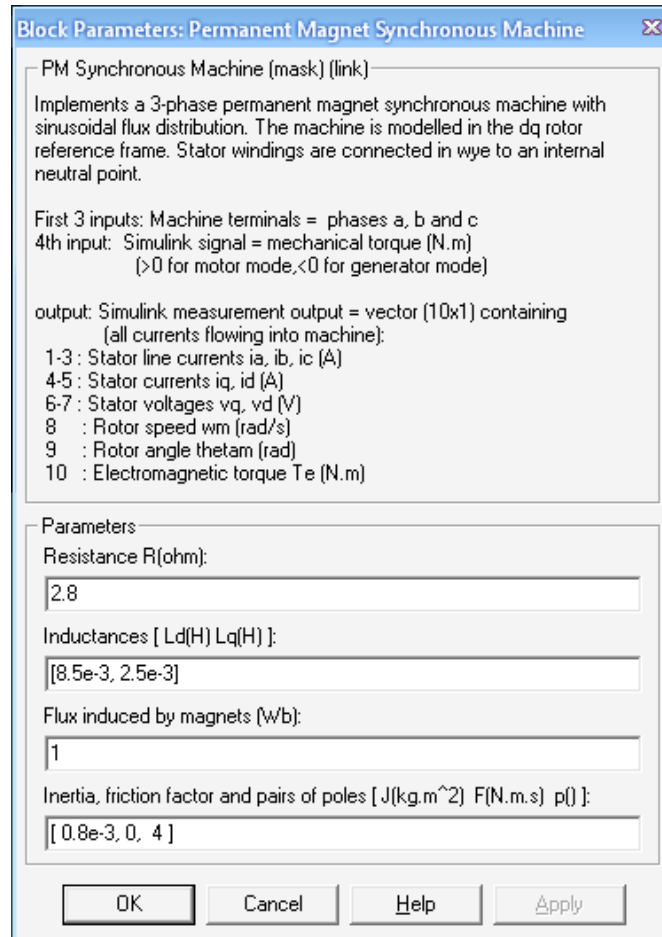 Block Parameters: Permanent Magnet Synchronous Machine
PM Synchronous Machine (mask) (link)
Implements a 3-phase permanent magnet synchronous machine with
sinusoidal flux distribution. The machine is modelled in the dq rotor
reference frame. Stator windings are connected in wye to an internal
neutral point.
First 3 inputs: Machine terminals = phases a, b and c
4th input: Simulink signal = mechanical torque (N.m)
(>0 for motor mode,<0 for generator mode)
output: Simulink measurement output = vector (10x1) containing
(all currents flowing into machine):
1-3 : Stator line currents ia, ib, ic (A)
4-5 : Stator currents iq, id (A)
6-7 : Stator voltages vq, vd (V)
8 : Rotor speed wm (rad/s)
9 : Rotor angle thetam (rad)
10 : Electromagnetic torque Te (N.m)
Parameters
Resistance R(ohm):
2.8
Inductances [ Ld(H) Lq(H) ]:
[8.5e-3, 2.5e-3]
Flux induced by magnets (Wb):
1
Inertia, friction factor and pairs of poles [ J(kg.m^2) F(N.m.s) p() ]:
[ 0.8e-3, 0, 4 ]
OK Cancel Help Apply